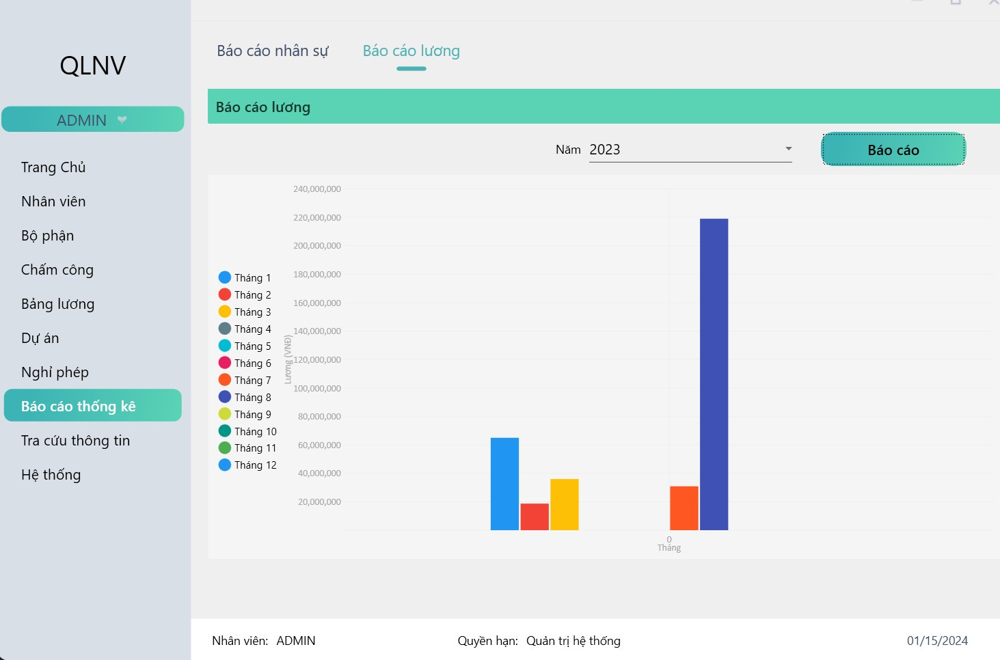 QLNV
ADMIN
Trang Chủ
Nhân viên
Bộ phận
Chấm công
Bảng lương
Dự án
Nghỉ phép
Báo cáo thống kê
Tra cứu thông tin
Hệ thống
Báo cáo nhân sự
Báo cáo lương
Báo cáo lương
Năm 2023
Báo cáo
Tháng 1
Tháng 2
Tháng 3
Tháng 4
Tháng 5
Tháng 6
Tháng 7
Tháng 8
Tháng 9
Tháng 10
Tháng 11
Tháng 12
Lương (VNĐ)
240,000,000
220,000,000
200,000,000
180,000,000
160,000,000
140,000,000
120,000,000
100,000,000
80,000,000
60,000,000
40,000,000
20,000,000
0
Tháng
Nhân viên: ADMIN
Quyền hạn: Quản trị hệ thống
01/15/2024